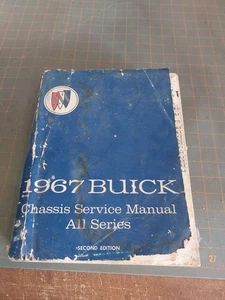 1967 BUICK
Chassis Service Manual
All Series
SECOND EDITION